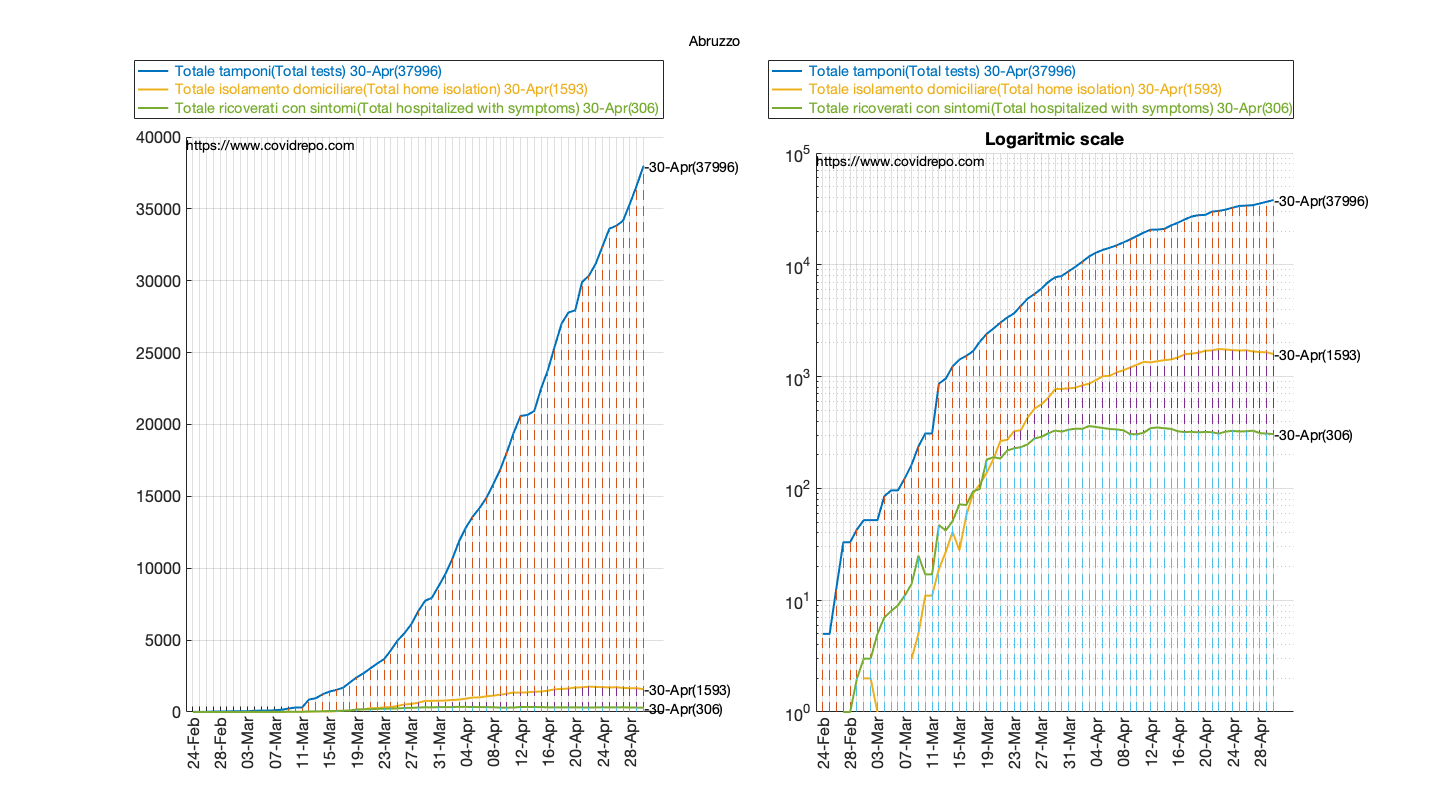 Abruzzo
Totale tamponi(Total tests) 30-Apr(37996)
Totale isolamento domiciliare(Total home isolation) 30-Apr(1593)
Totale ricoverati con sintomi(Total hospitalized with symptoms) 30-Apr(306)
40000
35000
30000
25000
20000
15000
10000
5000
0
https://www.covidrepo.com
-30-Apr(37996)
-30-Apr(1593)
-30-Apr(306)
24-Feb
28-Feb
03-Mar
07-Mar
11-Mar
15-Mar
19-Mar
23-Mar
27-Mar
31-Mar
04-Apr
08-Apr
12-Apr
16-Apr
20-Apr
24-Apr
28-Apr
Totale tamponi(Total tests) 30-Apr(37996)
Totale isolamento domiciliare(Total home isolation) 30-Apr(1593)
Totale ricoverati con sintomi(Total hospitalized with symptoms) 30-Apr(306)
Logaritmic scale
10^5
10^4
10^3
10^2
10^1
10^0
https://www.covidrepo.com
-30-Apr(37996)
-30-Apr(1593)
-30-Apr(306)
24-Feb
28-Feb
03-Mar
07-Mar
11-Mar
15-Mar
19-Mar
23-Mar
27-Mar
31-Mar
04-Apr
08-Apr
12-Apr
16-Apr
20-Apr
24-Apr
28-Apr